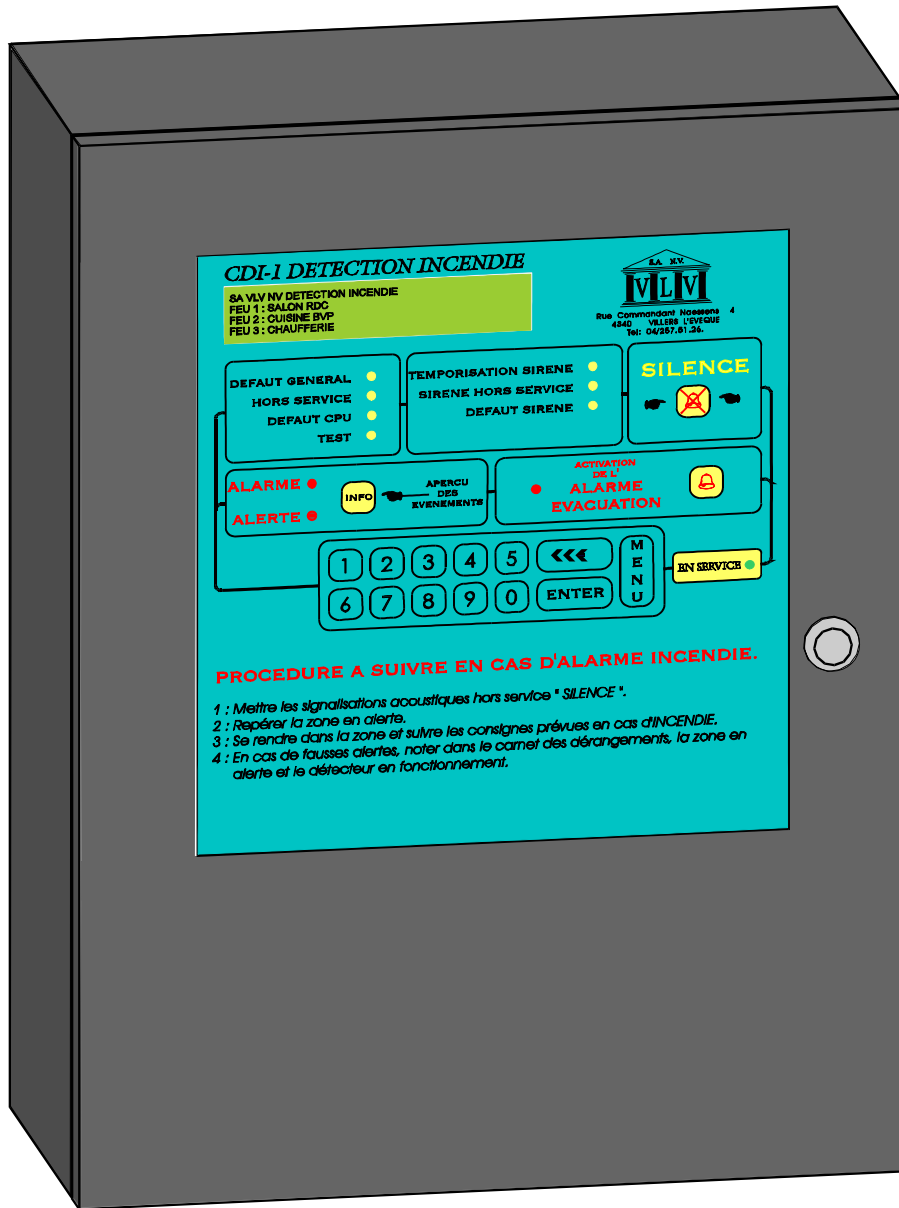 CDI-1 DETECTION INCENDIE
SA VLV NV DETECTION INCENDIE
FEU 1 : SALON RDC
FEU 2 : CUISINE BVP
FEU 3 : CHAUFFERIE
S.A. N.V.
VLV
Rue Commandant Naessens 4
4340 VILLERS L'EVEQUE
Tel: 04/257.51.26.
DEFAUT GENERAL
HORS SERVICE
DEFAUT CPU
TEST
TEMPORISATION SIRENE
SIRENE HORS SERVICE
DEFAUT SIRENE
SILENCE
ALARME
ALERTE
INFO
APERCU
DES
EVENEMENTS
ACTIVATION
DE L'
ALARME
EVACUATION
1 2 3 4 5 <<<
6 7 8 9 0 ENTER
MENU
EN SERVICE
PROCEDURE A SUIVRE EN CAS D'ALARME INCENDIE.
1 : Mettre les signalisations acoustiques hors service " SILENCE ".
2 : Repérer la zone en alerte.
3 : Se rendre dans la zone et suivre les consignes prévues en cas d'INCENDIE.
4 : En cas de fausses alertes, noter dans le carnet des dérangements, la zone en
alerte et le détecteur en fonctionnement.